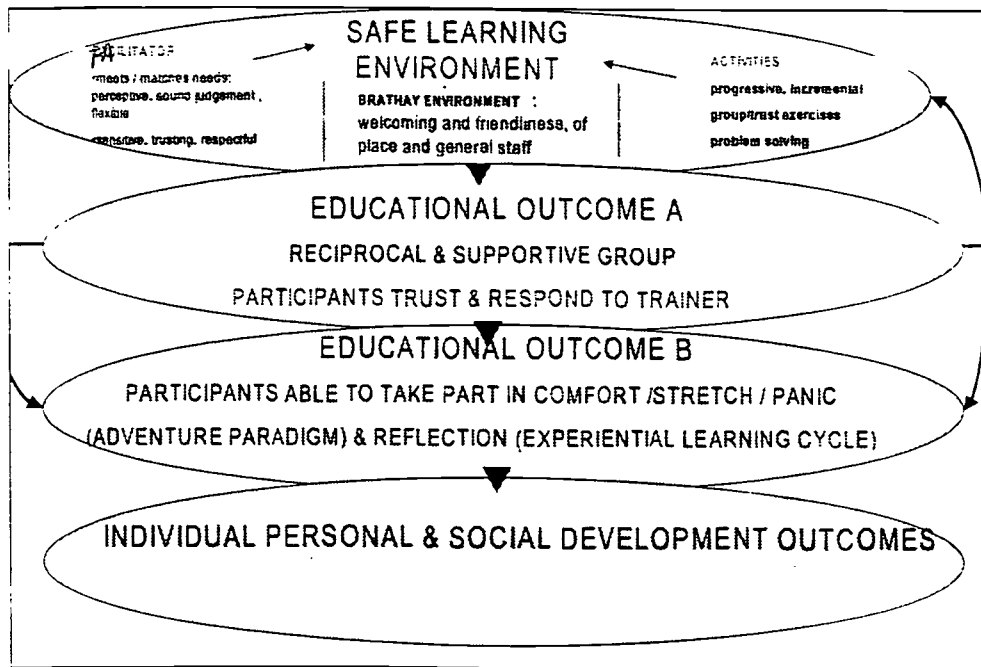 SAFE LEARNING
ENVIRONMENT
FACILITATOR
meets / matches needs:
perceptive, sound judgement,
flexible
sensitive, trusting, respectful
BRATHAY ENVIRONMENT :
welcoming and friendliness, of
place and general staff
ACTIVITIES
progressive, incremental
group/trust exercises
problem solving
EDUCATIONAL OUTCOME A
RECIPROCAL & SUPPORTIVE GROUP
PARTICIPANTS TRUST & RESPOND TO TRAINER
EDUCATIONAL OUTCOME B
PARTICIPANTS ABLE TO TAKE PART IN COMFORT /STRETCH / PANIC
(ADVENTURE PARADIGM) & REFLECTION (EXPERIENTIAL LEARNING CYCLE)
INDIVIDUAL PERSONAL & SOCIAL DEVELOPMENT OUTCOMES